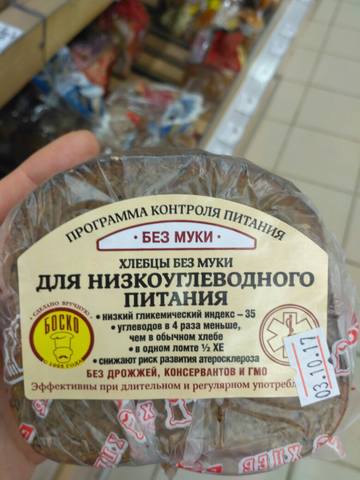 ПРОГРАММА КОНТРОЛЯ ПИТАНИЯ
• БЕЗ МУКИ •
ХЛЕБЦЫ БЕЗ МУКИ
ДЛЯ НИЗКОУГЛЕВОДНОГО
ПИТАНИЯ
• низкий гликемический индекс – 35
• углеводов в 4 раза меньше,
чем в обычном хлебе
• в одном ломте ½ ХЕ
• снижают риск развития атеросклероза
БЕЗ ДРОЖЖЕЙ, КОНСЕРВАНТОВ И ГМО
Эффективны при длительном и регулярном
СДЕЛАНО ВРУЧНУЮ
БОСКО
03.10.17